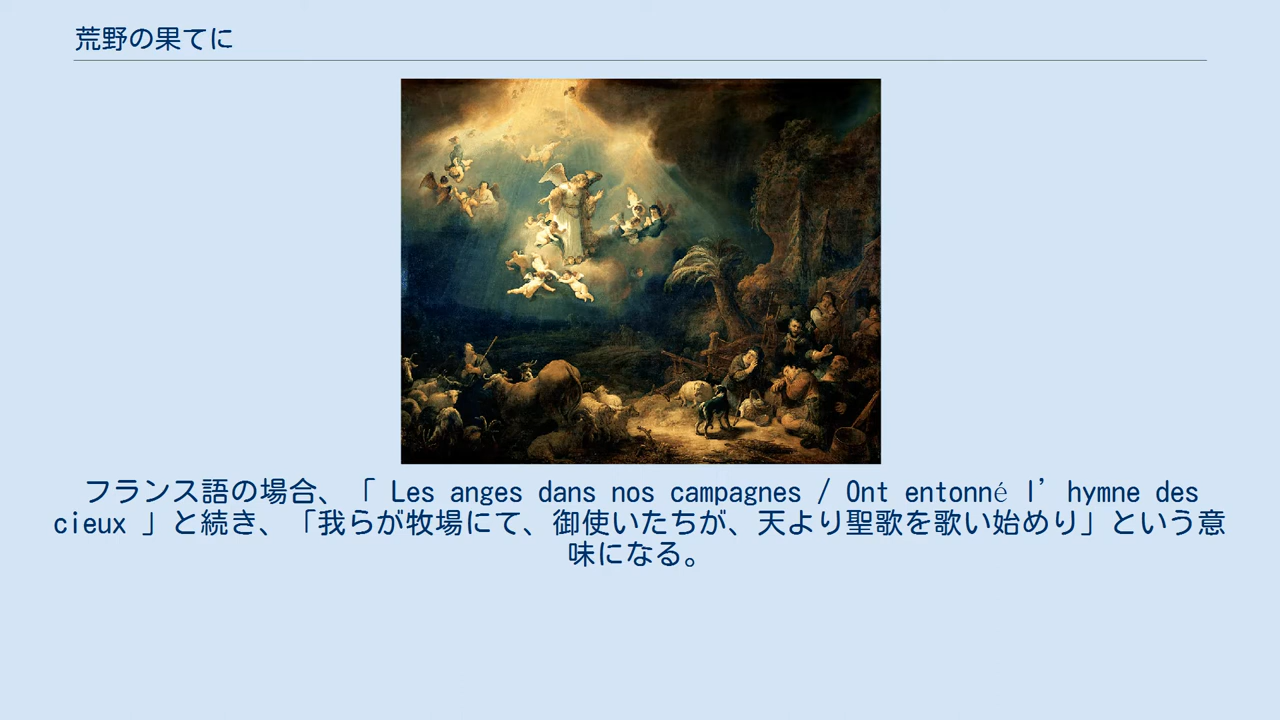 荒野の果てに
フランス語の場合、「 Les anges dans nos campagnes / Ont entonné l’hymne des
cieux 」と続き、「我らが牧場にて、御使いたちが、天より聖歌を歌い始めり」という意
味になる。